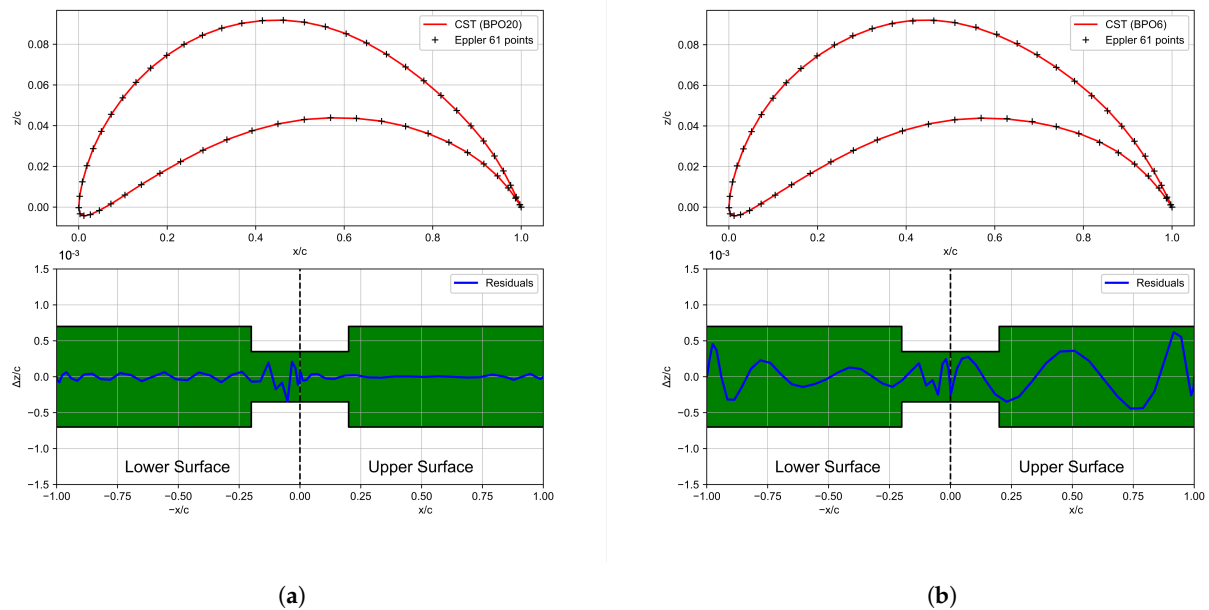 CST (BPO20)
Eppler 61 points
z/c
0.08
0.06
0.04
0.02
0.00
0.0 0.2 0.4 0.6 0.8 1.0
x/c
10⁻³
Residuals
Δz/c
1.5
1.0
0.5
0.0
−0.5
−1.0
−1.5
Lower Surface Upper Surface
−1.00 −0.75 −0.50 −0.25 0.00 0.25 0.50 0.75 1.00
−x/c x/c
(a)
CST (BPO6)
Eppler 61 points
z/c
0.08
0.06
0.04
0.02
0.00
0.0 0.2 0.4 0.6 0.8 1.0
x/c
10⁻³
Residuals
Δz/c
1.5
1.0
0.5
0.0
−0.5
−1.0
−1.5
Lower Surface Upper Surface
−1.00 −0.75 −0.50 −0.25 0.00 0.25 0.50 0.75 1.00
−x/c x/c
(b)